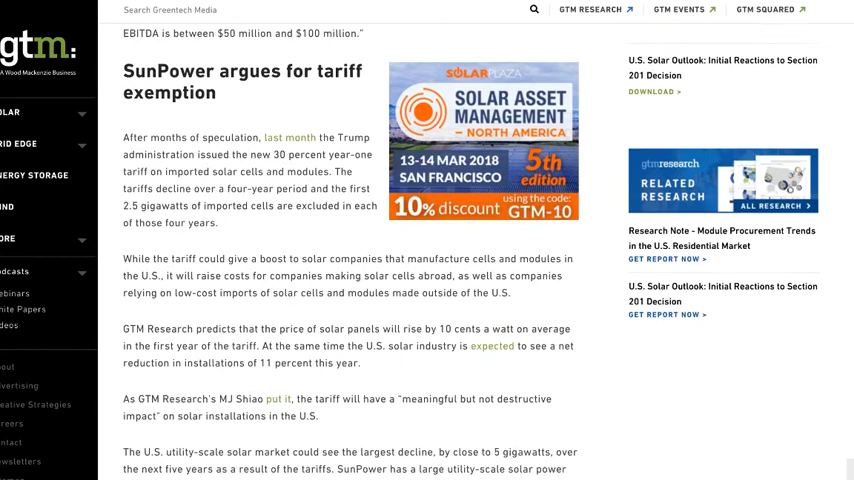 Search Greentech Media
GTM RESEARCH
GTM EVENTS
GTM SQUARED
gtm:
A Wood Mackenzie Business
OLAR
RID EDGE
NERGY STORAGE
IND
ORE
odcasts
ebinars
hite Papers
deos
out
vertising
eative Strategies
reers
ntact
wsletters
EBITDA is between $50 million and $100 million.”
SunPower argues for tariff
exemption
After months of speculation, last month the Trump
administration issued the new 30 percent year-one
tariff on imported solar cells and modules. The
tariffs decline over a four-year period and the first
2.5 gigawatts of imported cells are excluded in each
of those four years.
SOLARPLAZA
SOLAR ASSET
MANAGEMENT
- NORTH AMERICA -
13-14 MAR 2018
SAN FRANCISCO
5th
edition
10% discount
using the code:
GTM-10
While the tariff could give a boost to solar companies that manufacture cells and modules in
the U.S., it will raise costs for companies making solar cells abroad, as well as companies
relying on low-cost imports of solar cells and modules made outside of the U.S.
GTM Research predicts that the price of solar panels will rise by 10 cents a watt on average
in the first year of the tariff. At the same time the U.S. solar industry is expected to see a net
reduction in installations of 11 percent this year.
As GTM Research's MJ Shiao put it, the tariff will have a “meaningful but not destructive
impact” on solar installations in the U.S.
The U.S. utility-scale solar market could see the largest decline, by close to 5 gigawatts, over
the next five years as a result of the tariffs. SunPower has a large utility-scale solar power
U.S. Solar Outlook: Initial Reactions to Section
201 Decision
DOWNLOAD >
gtmresearch
RELATED
RESEARCH
ALL RESEARCH >
Research Note - Module Procurement Trends
in the U.S. Residential Market
GET REPORT NOW >
U.S. Solar Outlook: Initial Reactions to Section
201 Decision
GET REPORT NOW >